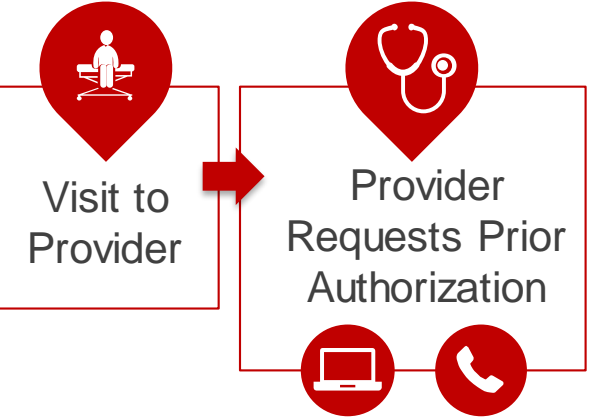 Visit to
Provider
Provider
Requests Prior
Authorization